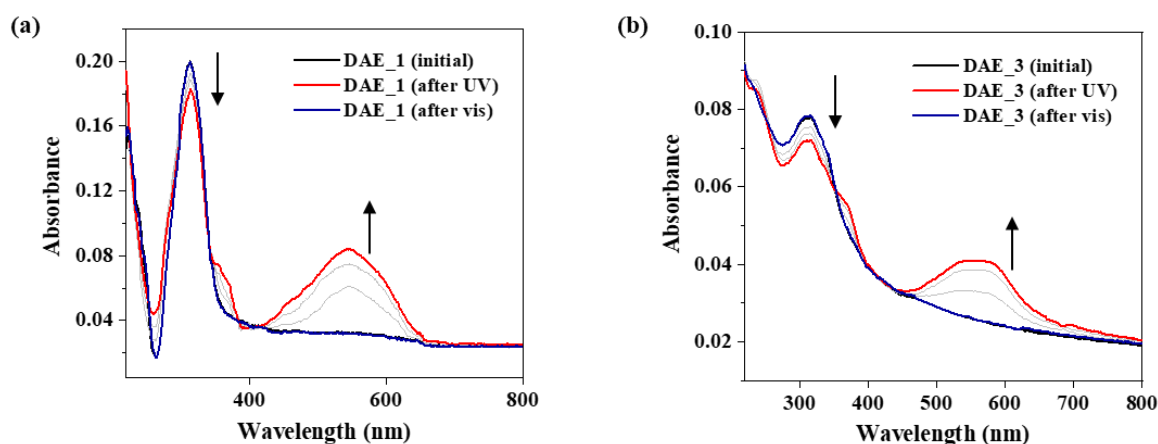 (a)
DAE_1 (initial)
DAE_1 (after UV)
DAE_1 (after vis)
0.20
0.16
0.12
0.08
0.04
Absorbance
400
600
800
Wavelength (nm)
(b)
DAE_3 (initial)
DAE_3 (after UV)
DAE_3 (after vis)
0.10
0.08
0.06
0.04
0.02
Absorbance
300
400
500
600
700
800
Wavelength (nm)